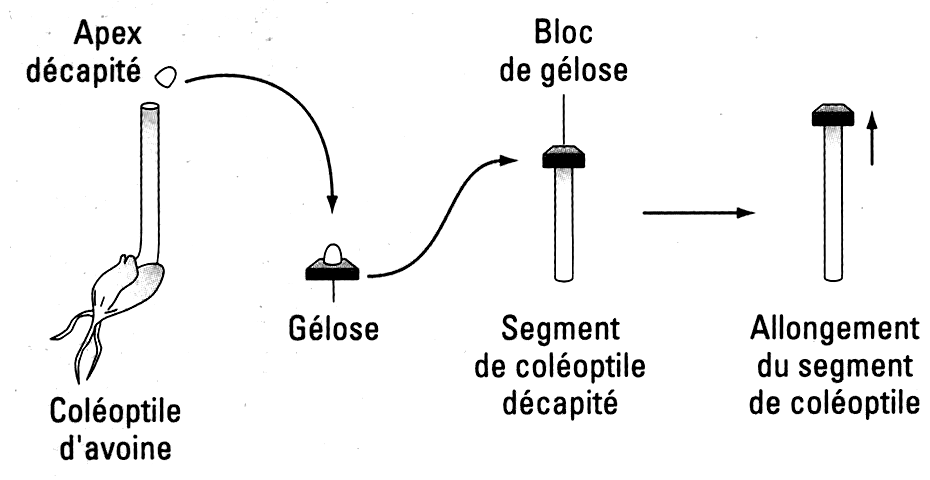 Apex
décapité
Coléoptile
d'avoine
Gélose
Bloc
de gélose
Segment
de coléoptile
décapité
Allongement
du segment
de coléoptile